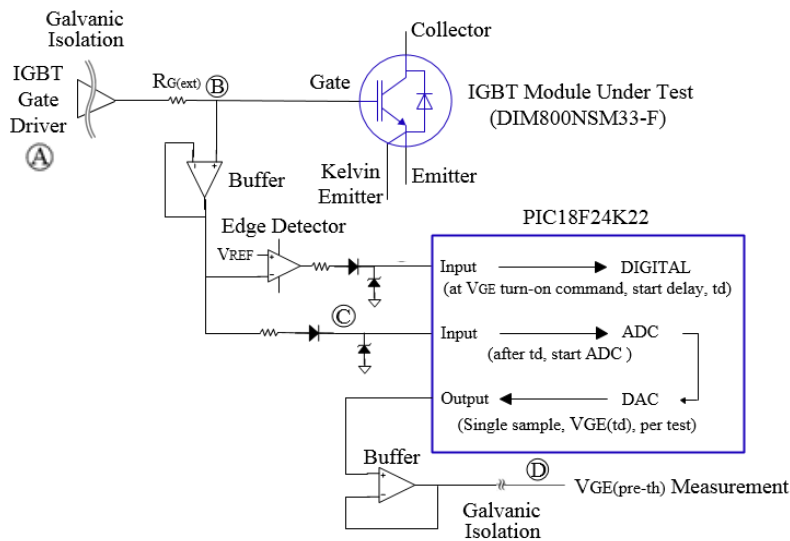 Galvanic
Isolation
IGBT
Gate
Driver
A
RG(ext)
B
Gate
Collector
IGBT Module Under Test
(DIM800NSM33-F)
Kelvin
Emitter
Emitter
Buffer
Edge Detector
VREF
PIC18F24K22
Input
DIGITAL
(at VGE turn-on command, start delay, td)
C
Input
ADC
(after td, start ADC )
Output
DAC
(Single sample, VGE(td), per test)
Buffer
D
VGE(pre-th) Measurement
Galvanic
Isolation